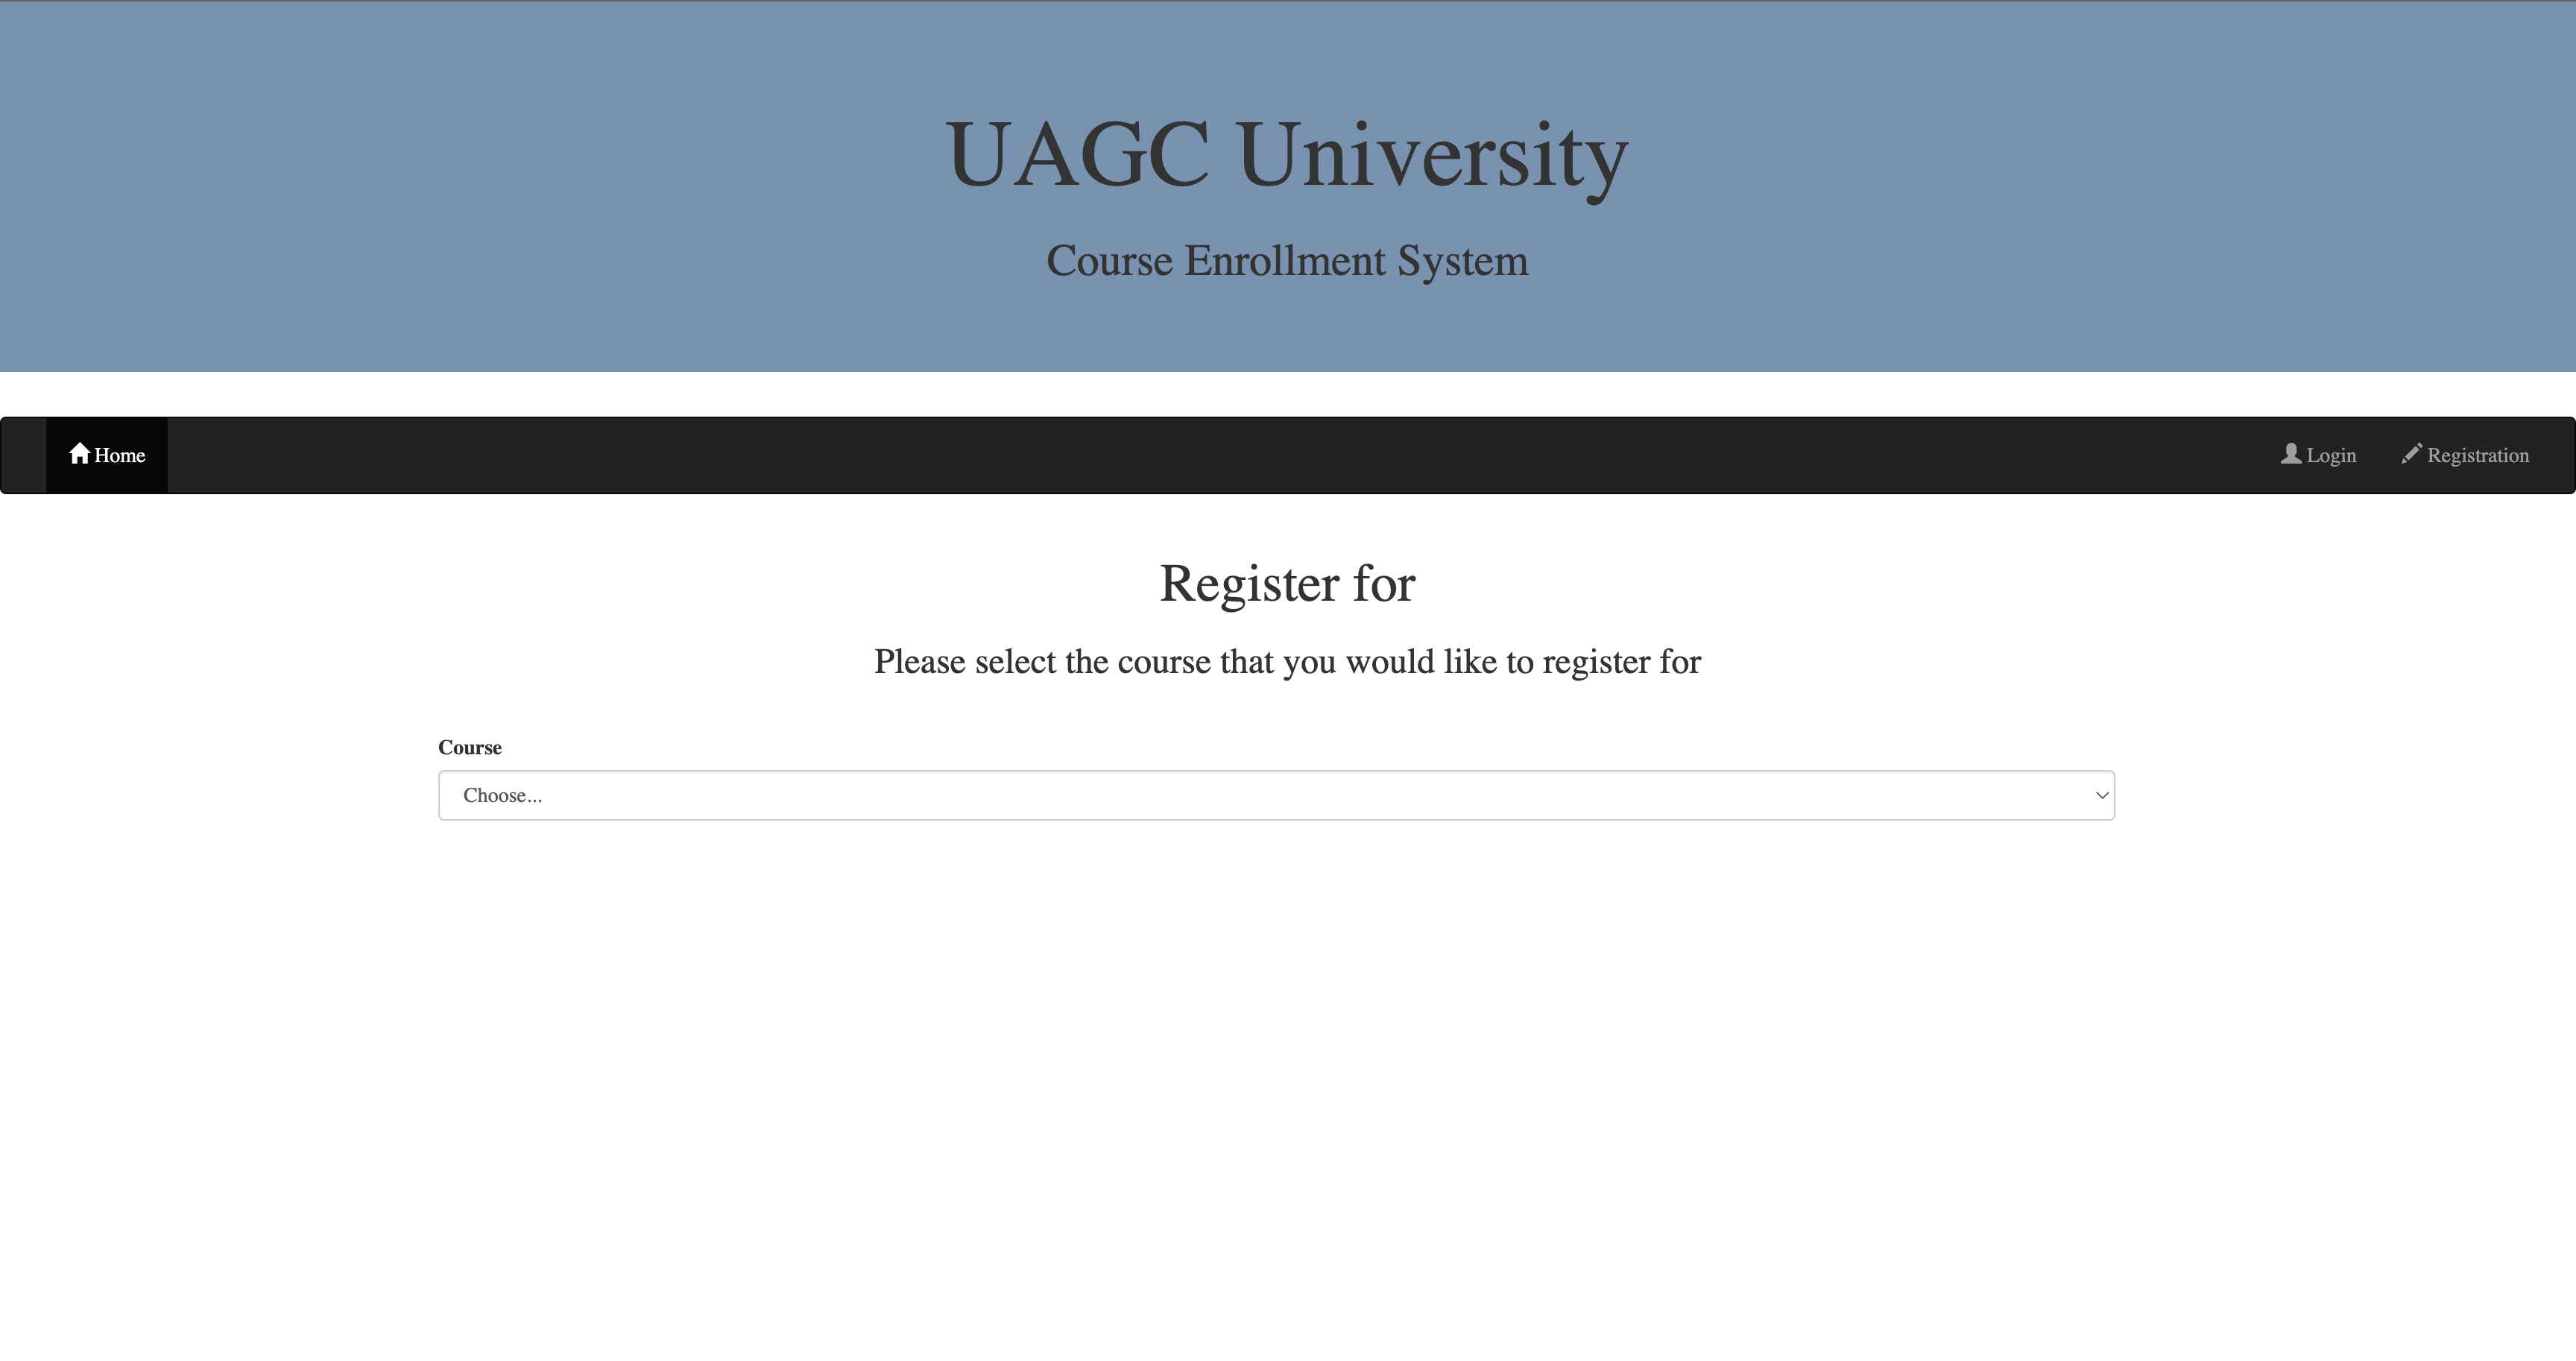 UAGC University
Course Enrollment System
Home
Login
Registration
Register for
Please select the course that you would like to register for
Course
Choose...